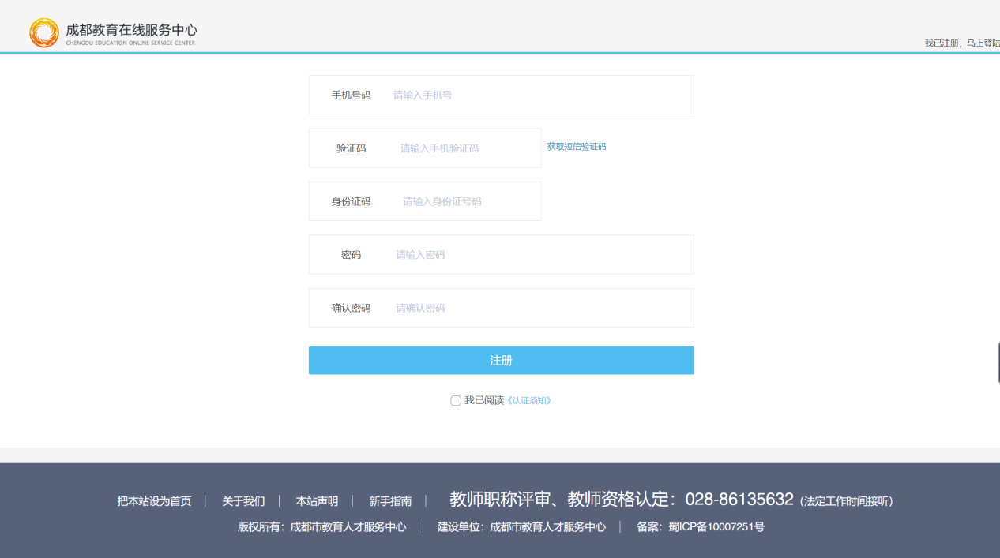 成都教育在线服务中心
CHENGDU EDUCATION ONLINE SERVICE CENTER
我已注册，马上登陆
手机号码 请输入手机号
验证码 请输入手机验证码 获取短信验证码
身份证码 请输入身份证号码
密码 请输入密码
确认密码 请确认密码
注册
我已阅读《认证须知》
把本站设为首页 | 关于我们 | 本站声明 | 新手指南 | 教师职称评审、教师资格认定：028-86135632（法定工作时间接听）
版权所有：成都市教育人才服务中心 | 建设单位：成都市教育人才服务中心 | 备案：蜀ICP备10007251号